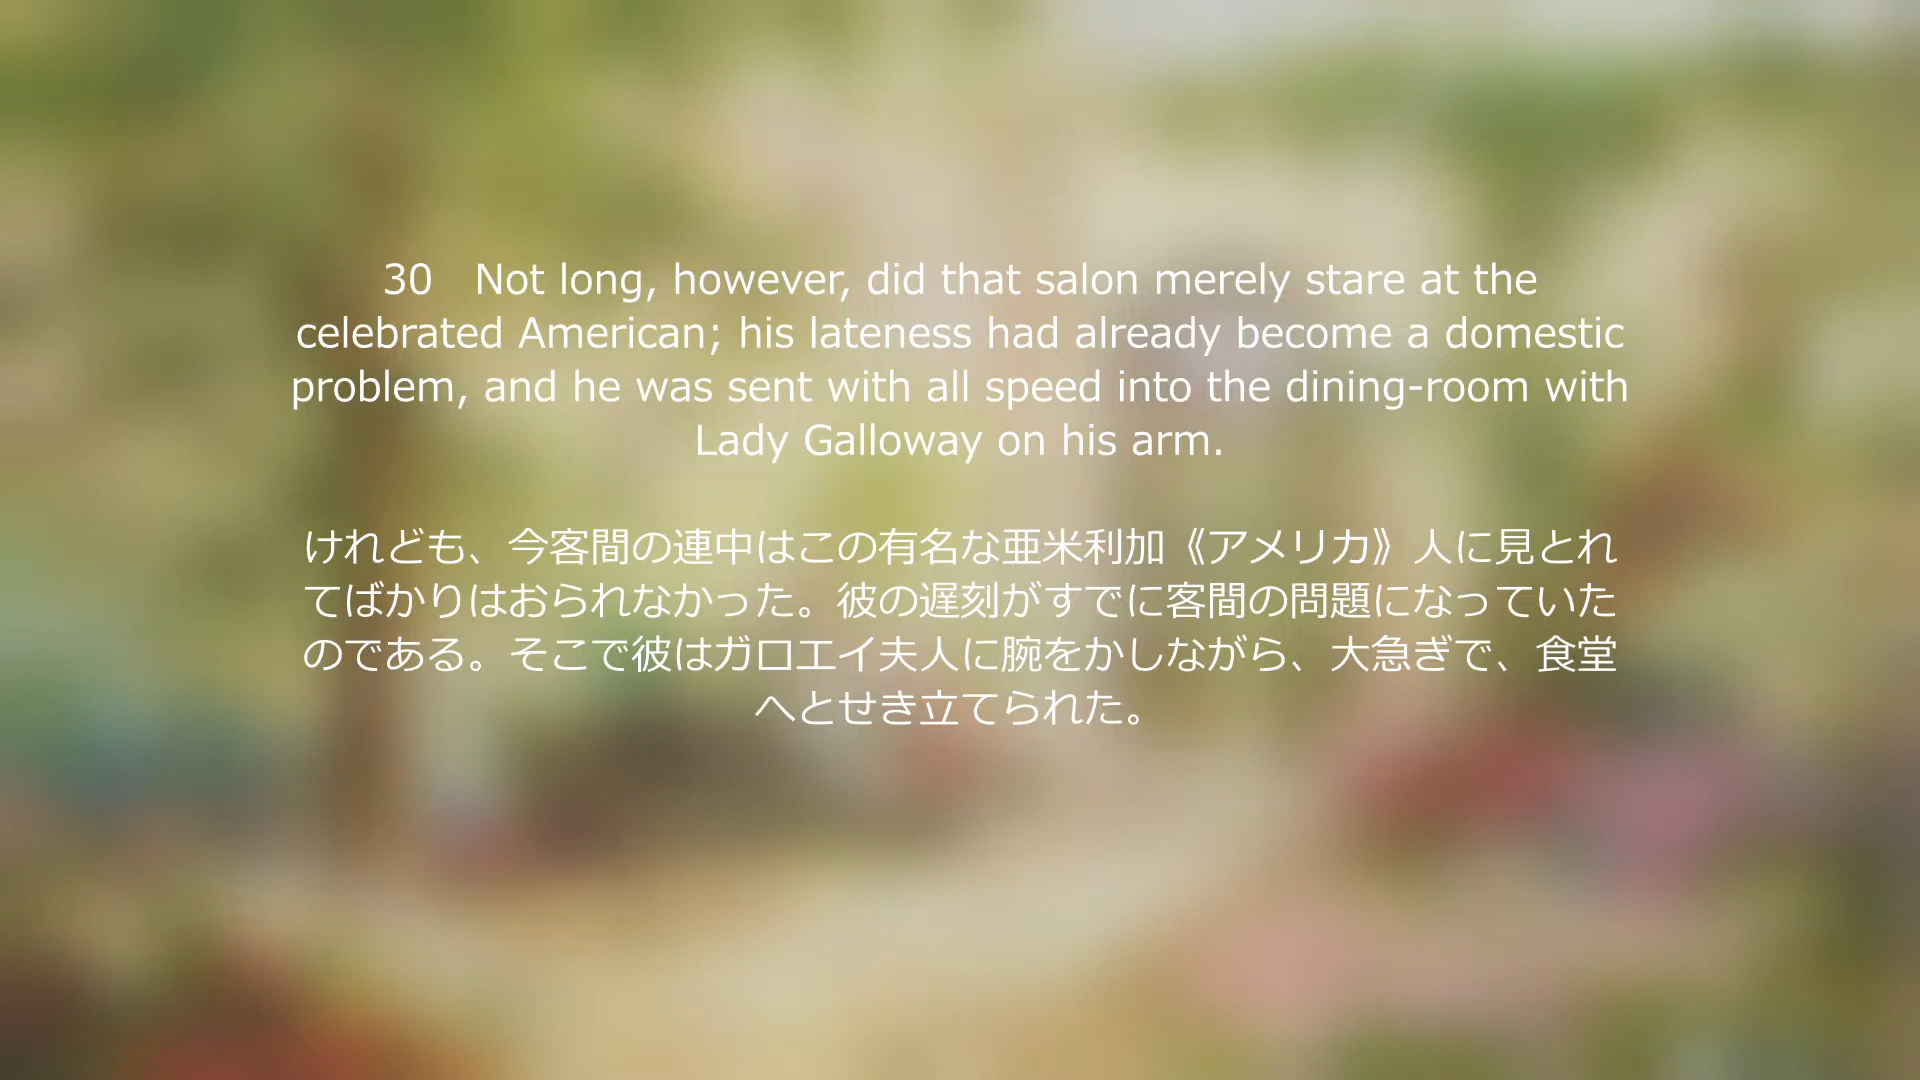 30　Not long, however, did that salon merely stare at the
celebrated American; his lateness had already become a domestic
problem, and he was sent with all speed into the dining-room with
Lady Galloway on his arm.
けれども、今客間の連中はこの有名な亜米利加《アメリカ》人に見とれ
てばかりはおられなかった。彼の遅刻がすでに客間の問題になっていた
のである。そこで彼はガロエイ夫人に腕をかしながら、大急ぎで、食堂
へとせき立てられた。